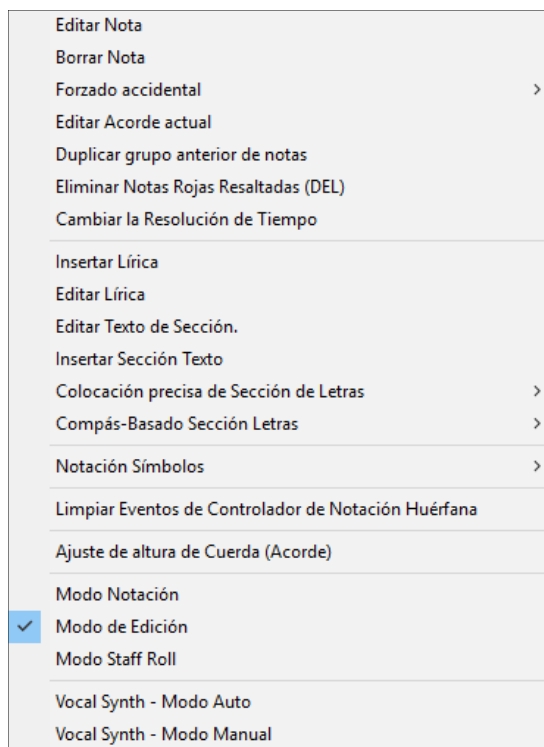 Editar Nota
Borrar Nota
Forzado accidental
Editar Acorde actual
Duplicar grupo anterior de notas
Eliminar Notas Rojas Resaltadas (DEL)
Cambiar la Resolución de Tiempo
Insertar Lírica
Editar Lírica
Editar Texto de Sección.
Insertar Sección Texto
Colocación precisa de Sección de Letras
Compás-Basado Sección Letras
Notación Símbolos
Limpiar Eventos de Controlador de Notación Huérfana
Ajuste de altura de Cuerda (Acorde)
Modo Notación
Modo de Edición
Modo Staff Roll
Vocal Synth - Modo Auto
Vocal Synth - Modo Manual